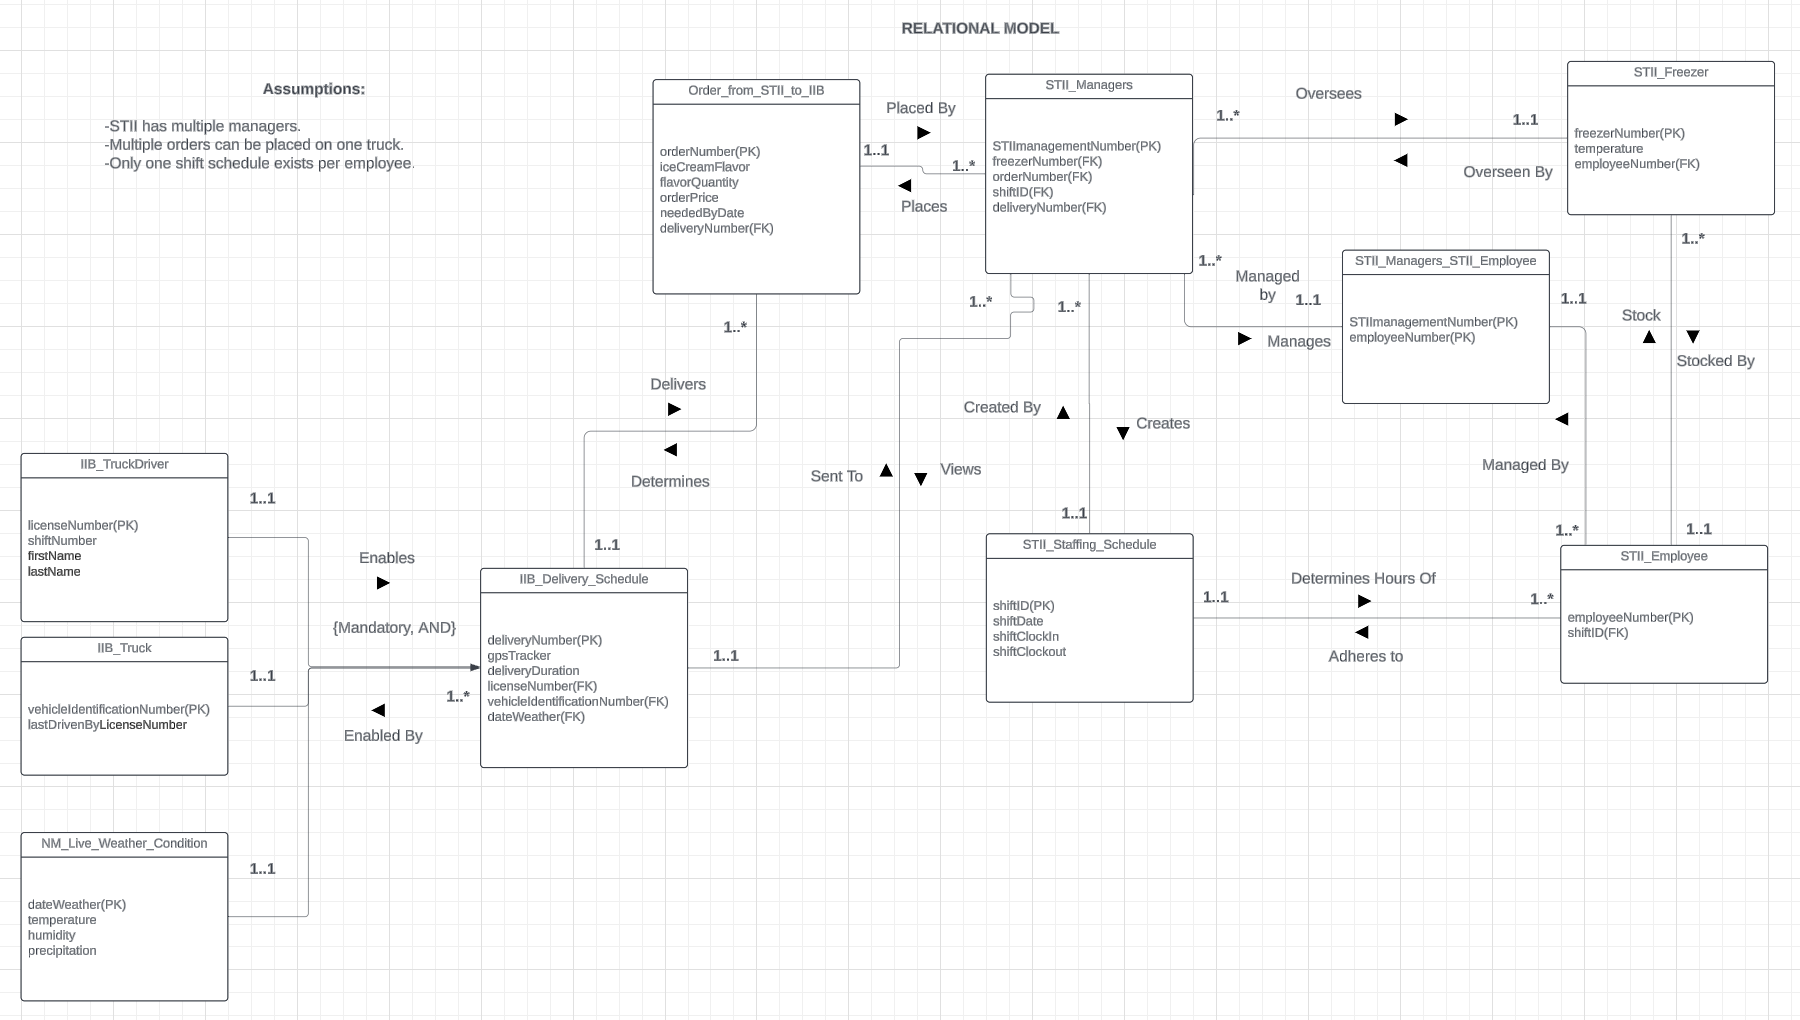 RELATIONAL MODEL
Assumptions:
-STII has multiple managers.
-Multiple orders can be placed on one truck.
-Only one shift schedule exists per employee.
Order_from_STII_to_IIB
orderNumber(PK)
iceCreamFlavor
flavorQuantity
orderPrice
neededByDate
deliveryNumber(FK)
Placed By
1..1
1..*
Places
STII_Managers
STIImanagementNumber(PK)
freezerNumber(FK)
orderNumber(FK)
shiftID(FK)
deliveryNumber(FK)
Oversees
1..*
1..1
Overseen By
STII_Freezer
freezerNumber(PK)
temperature
employeeNumber(FK)
1..*
Managed
by
1..1
Manages
STII_Managers_STII_Employee
STIImanagementNumber(PK)
employeeNumber(PK)
1..1
1..*
Stock
Stocked By
1..*
1..*
1..*
Delivers
Determines
1..1
Created By
Creates
Sent To
Views
Managed By
1..*
1..1
1..1
IIB_TruckDriver
licenseNumber(PK)
shiftNumber
firstName
lastName
1..1
Enables
{Mandatory, AND}
IIB_Truck
vehicleIdentificationNumber(PK)
lastDrivenByLicenseNumber
1..1
1..*
Enabled By
IIB_Delivery_Schedule
deliveryNumber(PK)
gpsTracker
deliveryDuration
licenseNumber(FK)
vehicleIdentificationNumber(FK)
dateWeather(FK)
1..1
STII_Staffing_Schedule
shiftID(PK)
shiftDate
shiftClockIn
shiftClockout
1..1
Determines Hours Of
1..*
Adheres to
STII_Employee
employeeNumber(PK)
shiftID(FK)
NM_Live_Weather_Condition
dateWeather(PK)
temperature
humidity
precipitation
1..1